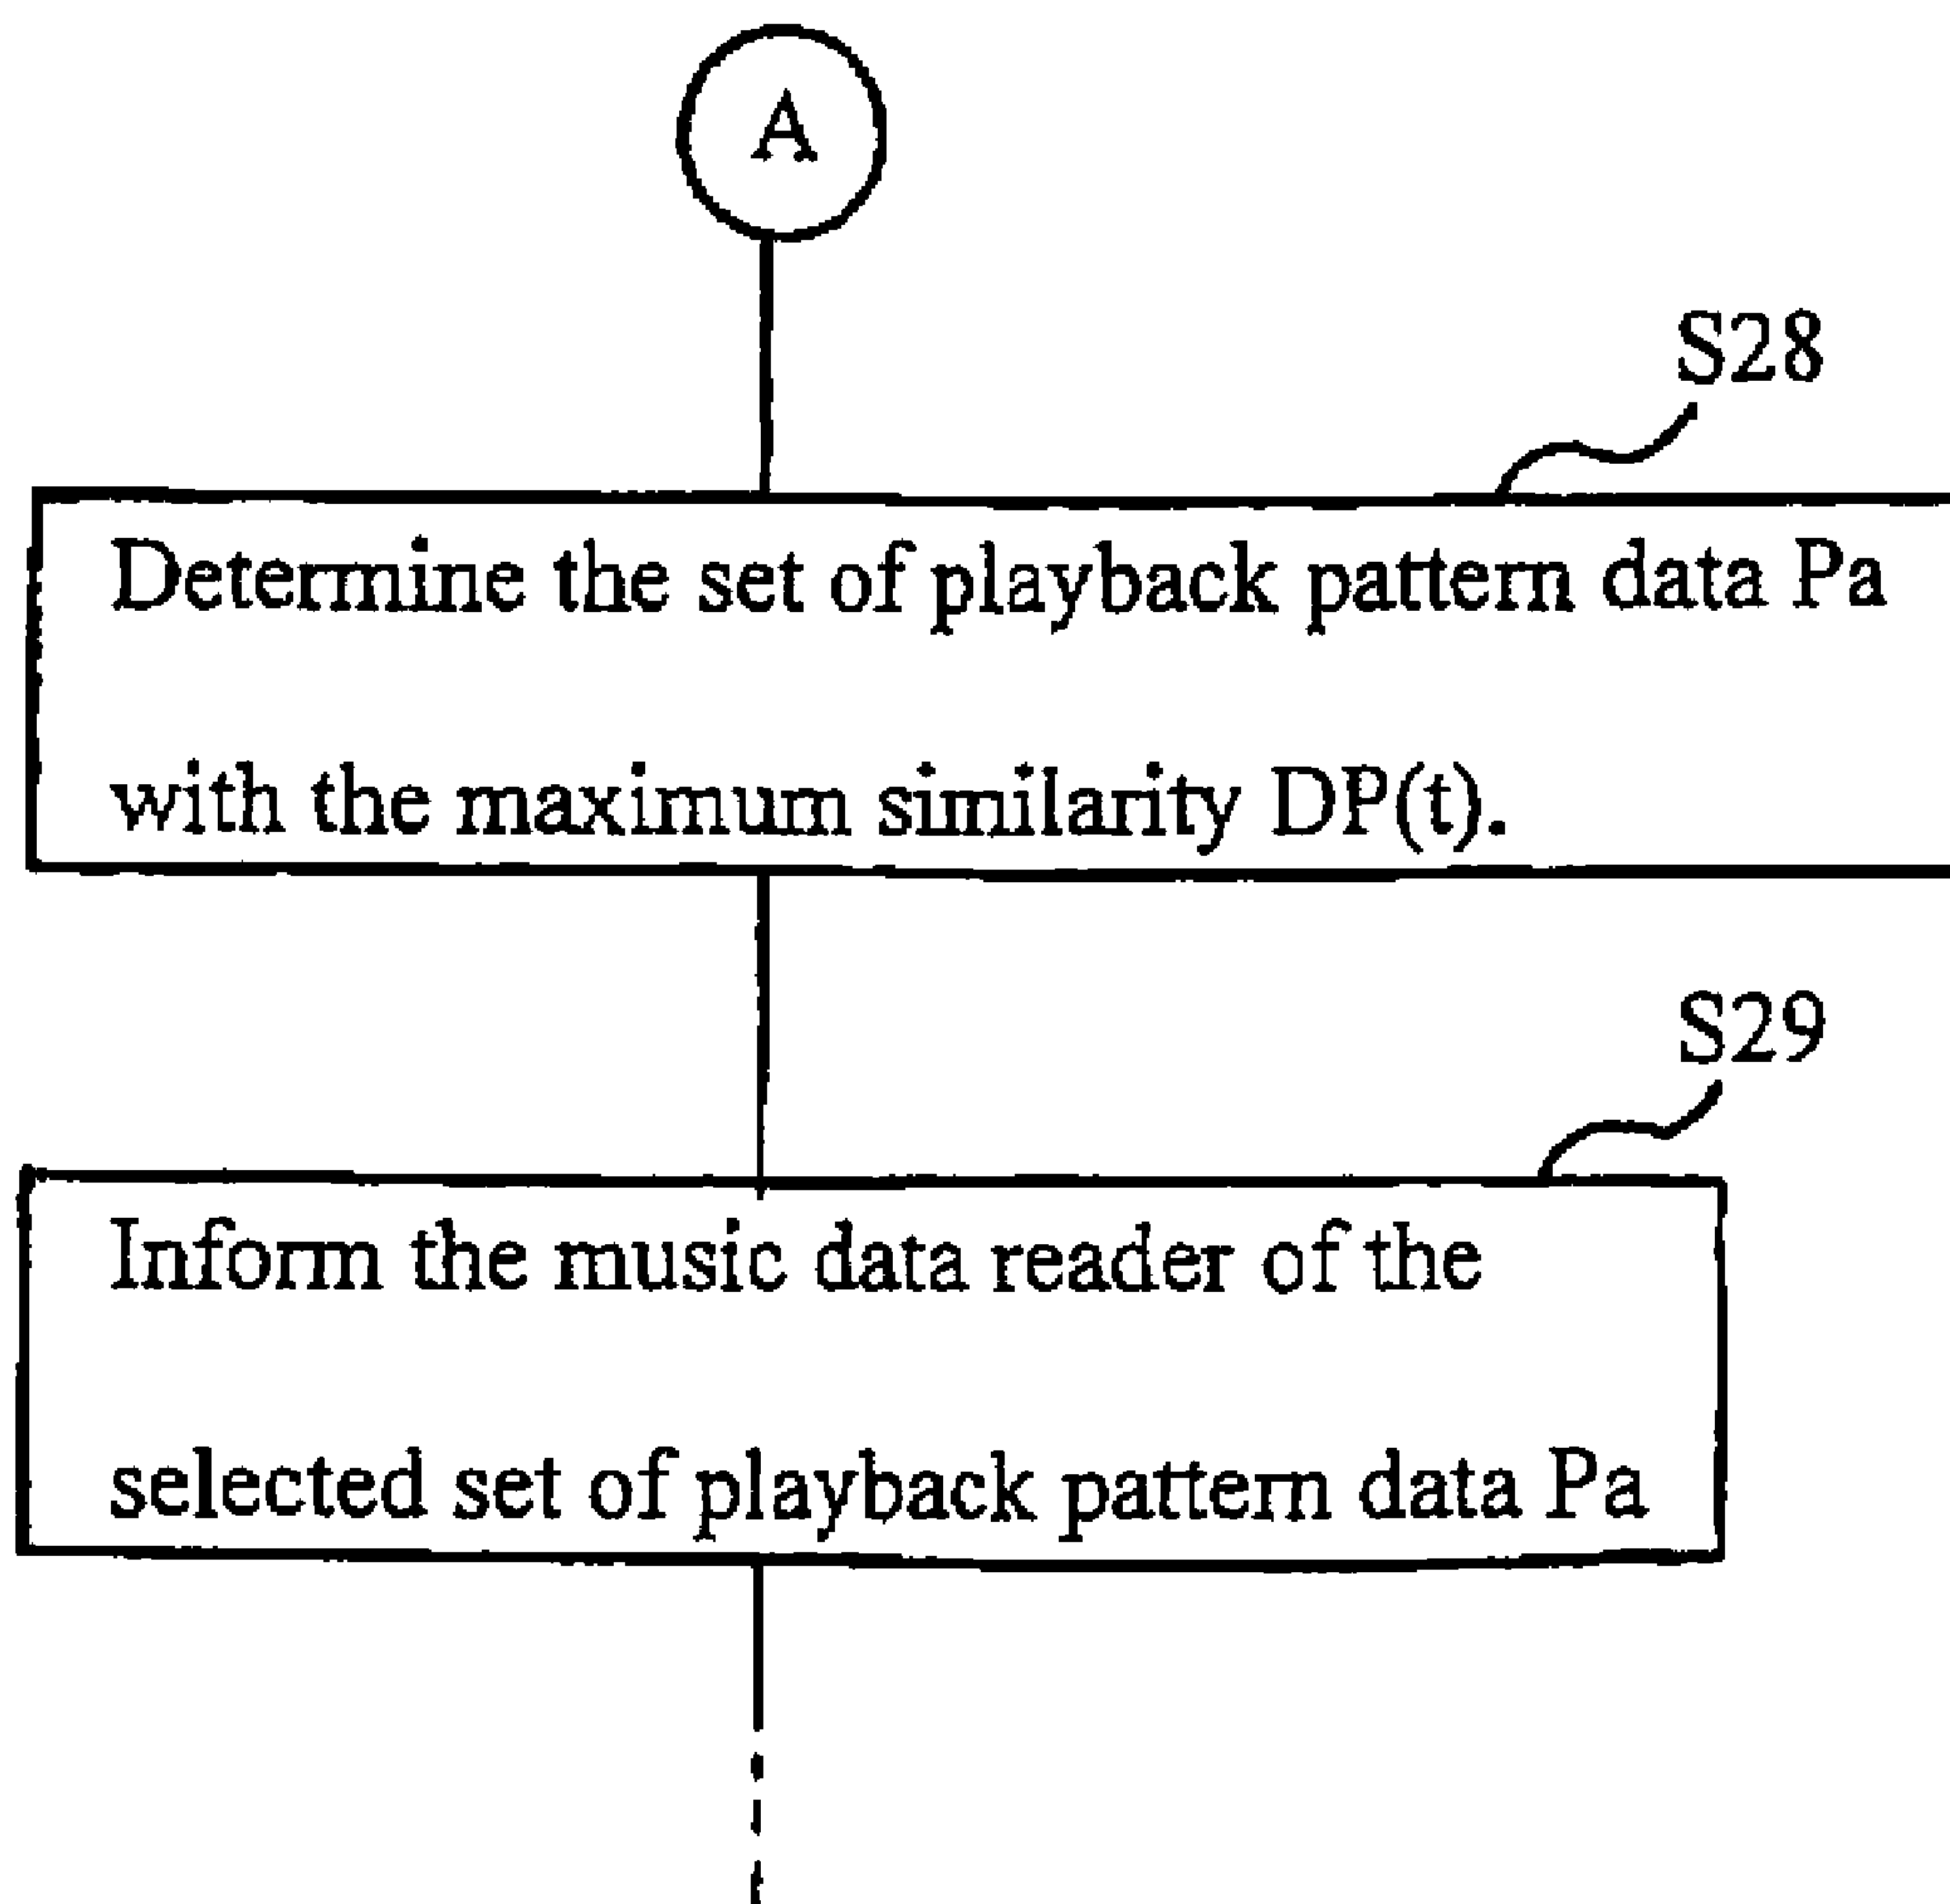 A
S28
Determine the set of playback pattern data Pa
with the maximum similarity DP(t).
S29
Inform the music data reader of the
selected set of playback pattern data Pa